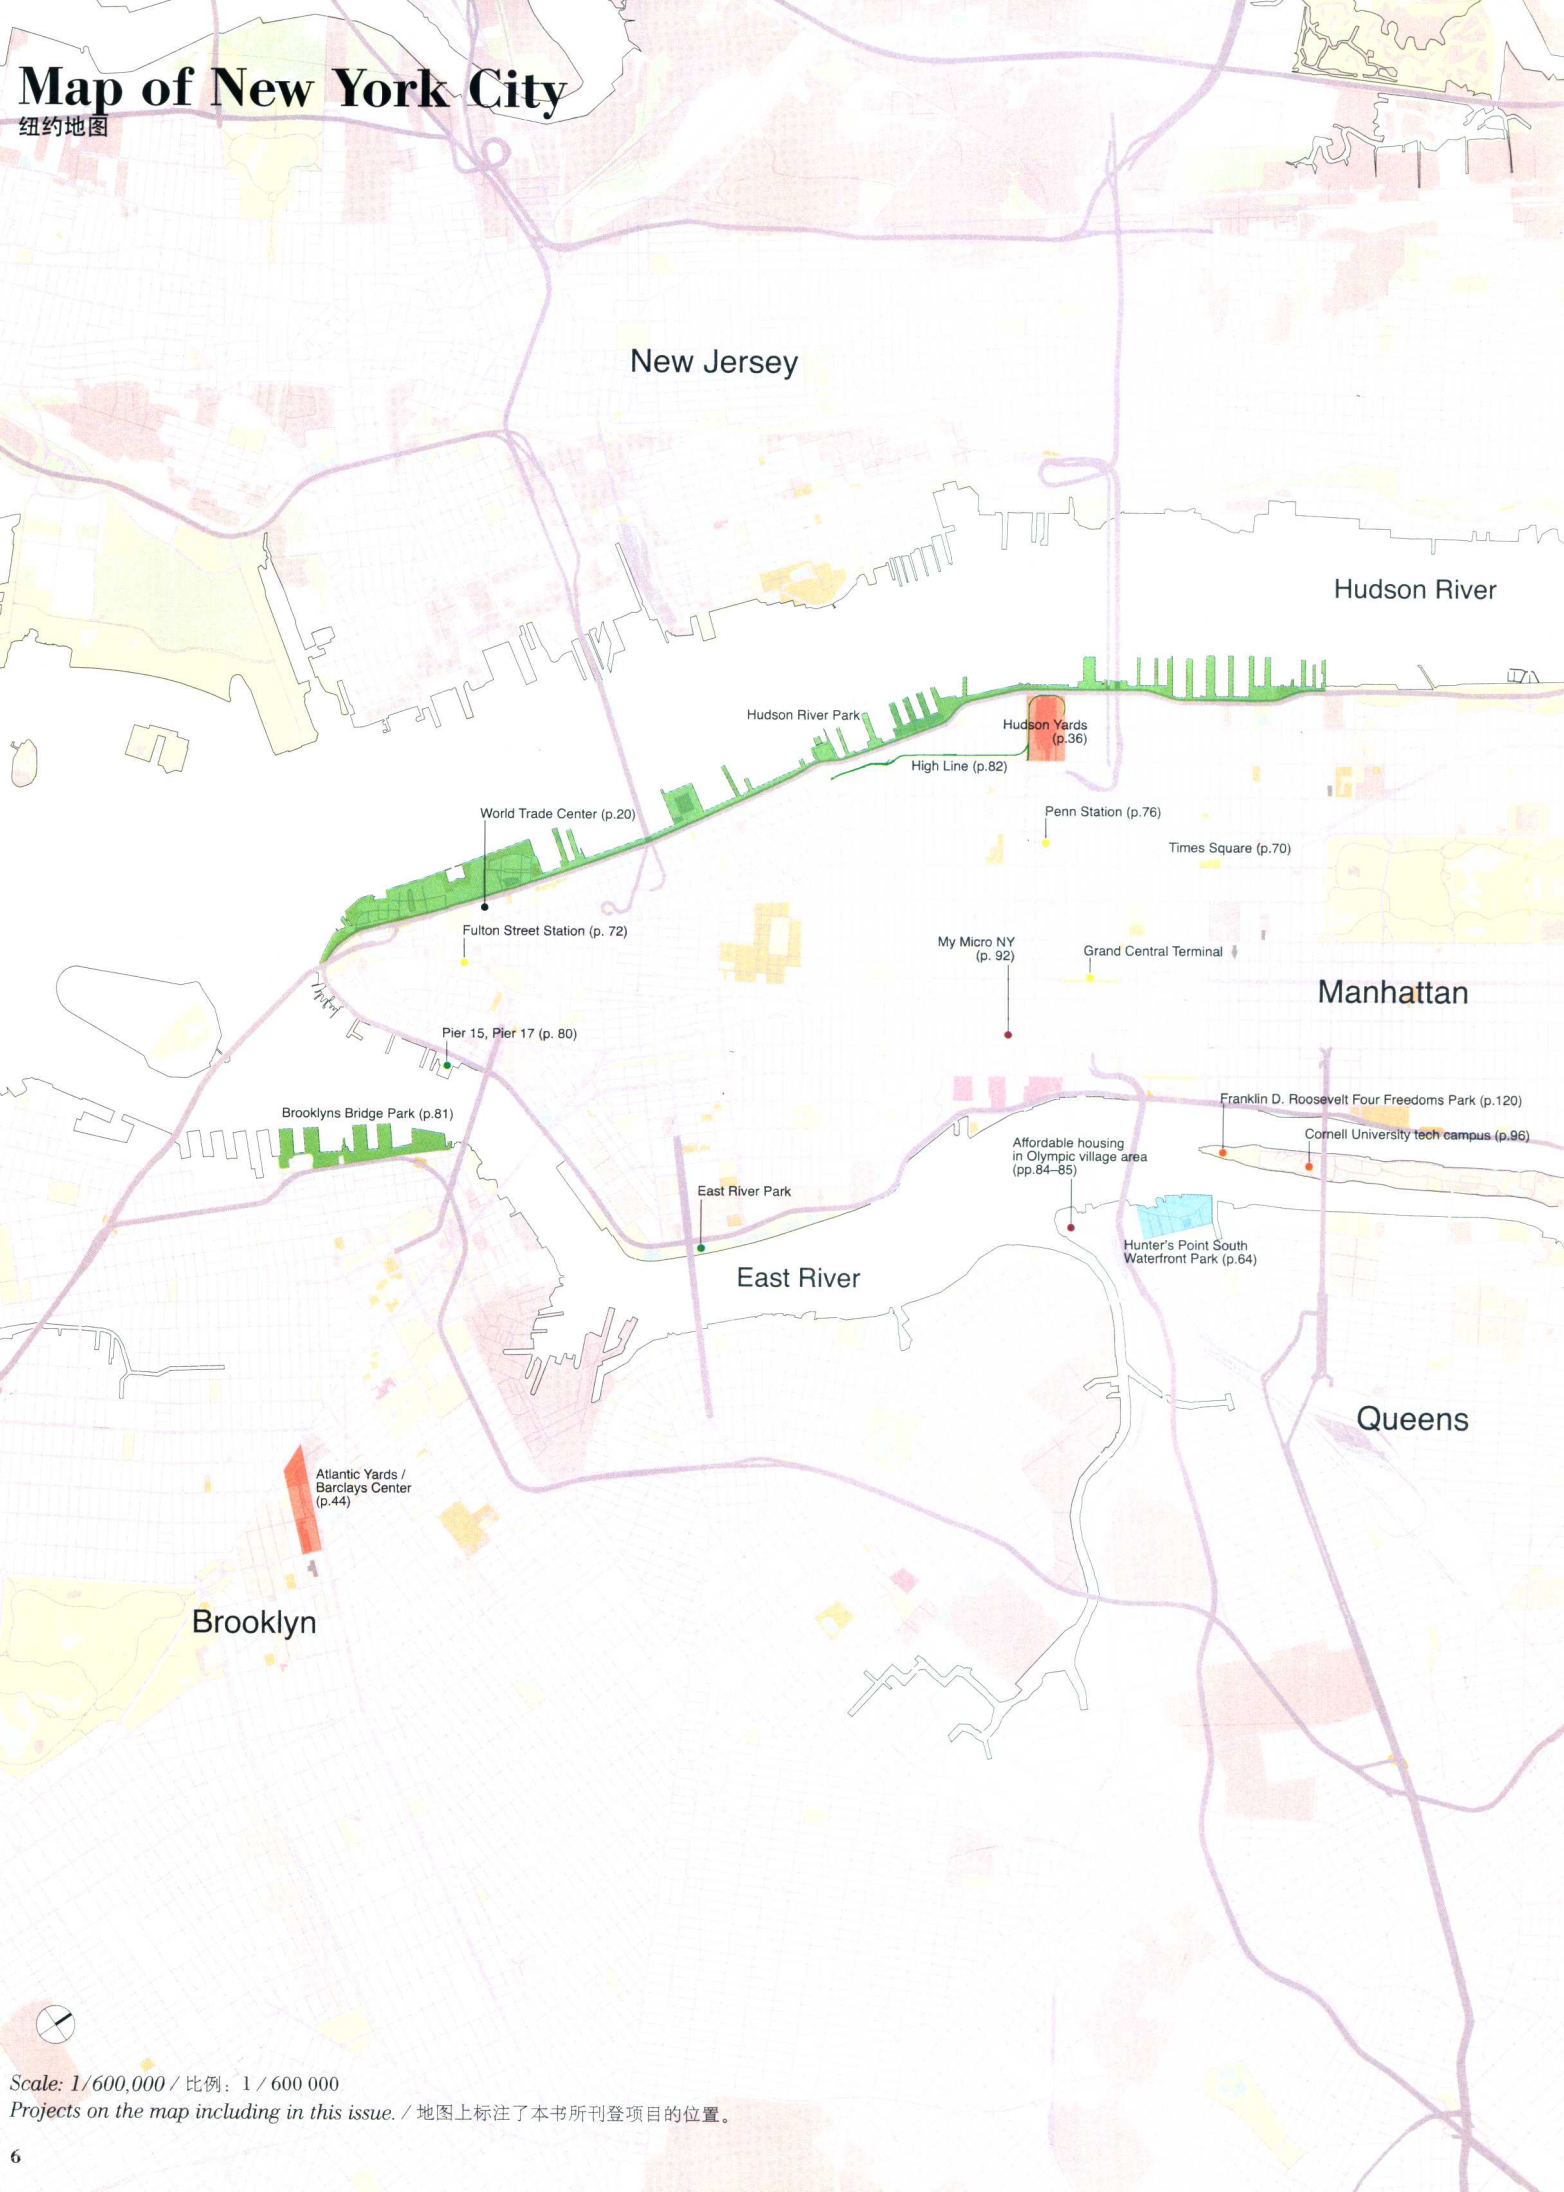 Map of New York City
纽约地图
New Jersey
Hudson River
Hudson River Park
Hudson Yards
(p.36)
High Line (p.82)
World Trade Center (p.20)
Penn Station (p.76)
Times Square (p.70)
Fulton Street Station (p. 72)
My Micro NY
(p. 92)
Grand Central Terminal
Manhattan
Pier 15, Pier 17 (p. 80)
Brooklyns Bridge Park (p.81)
Franklin D. Roosevelt Four Freedoms Park (p.120)
Cornell University tech campus (p.96)
Affordable housing
in Olympic village area
(pp.84–85)
East River Park
Hunter's Point South
Waterfront Park (p.64)
East River
Queens
Atlantic Yards /
Barclays Center
(p.44)
Brooklyn
Scale: 1/600,000 / 比例：1 / 600 000
Projects on the map including in this issue. / 地图上标注了本书所刊登项目的位置。
6